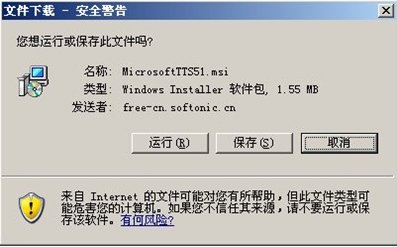 文件下载 - 安全警告
您想运行或保存此文件吗?
名称: MicrosoftTTS51.msi
类型: Windows Installer 软件包, 1.55 MB
发送者: free-cn.softonic.cn
运行(R) 保存(S) 取消
来自 Internet 的文件可能对您有所帮助，但此文件类型可
能危害您的计算机。如果您不信任其来源，请不要运行或保
存该软件。有何风险?